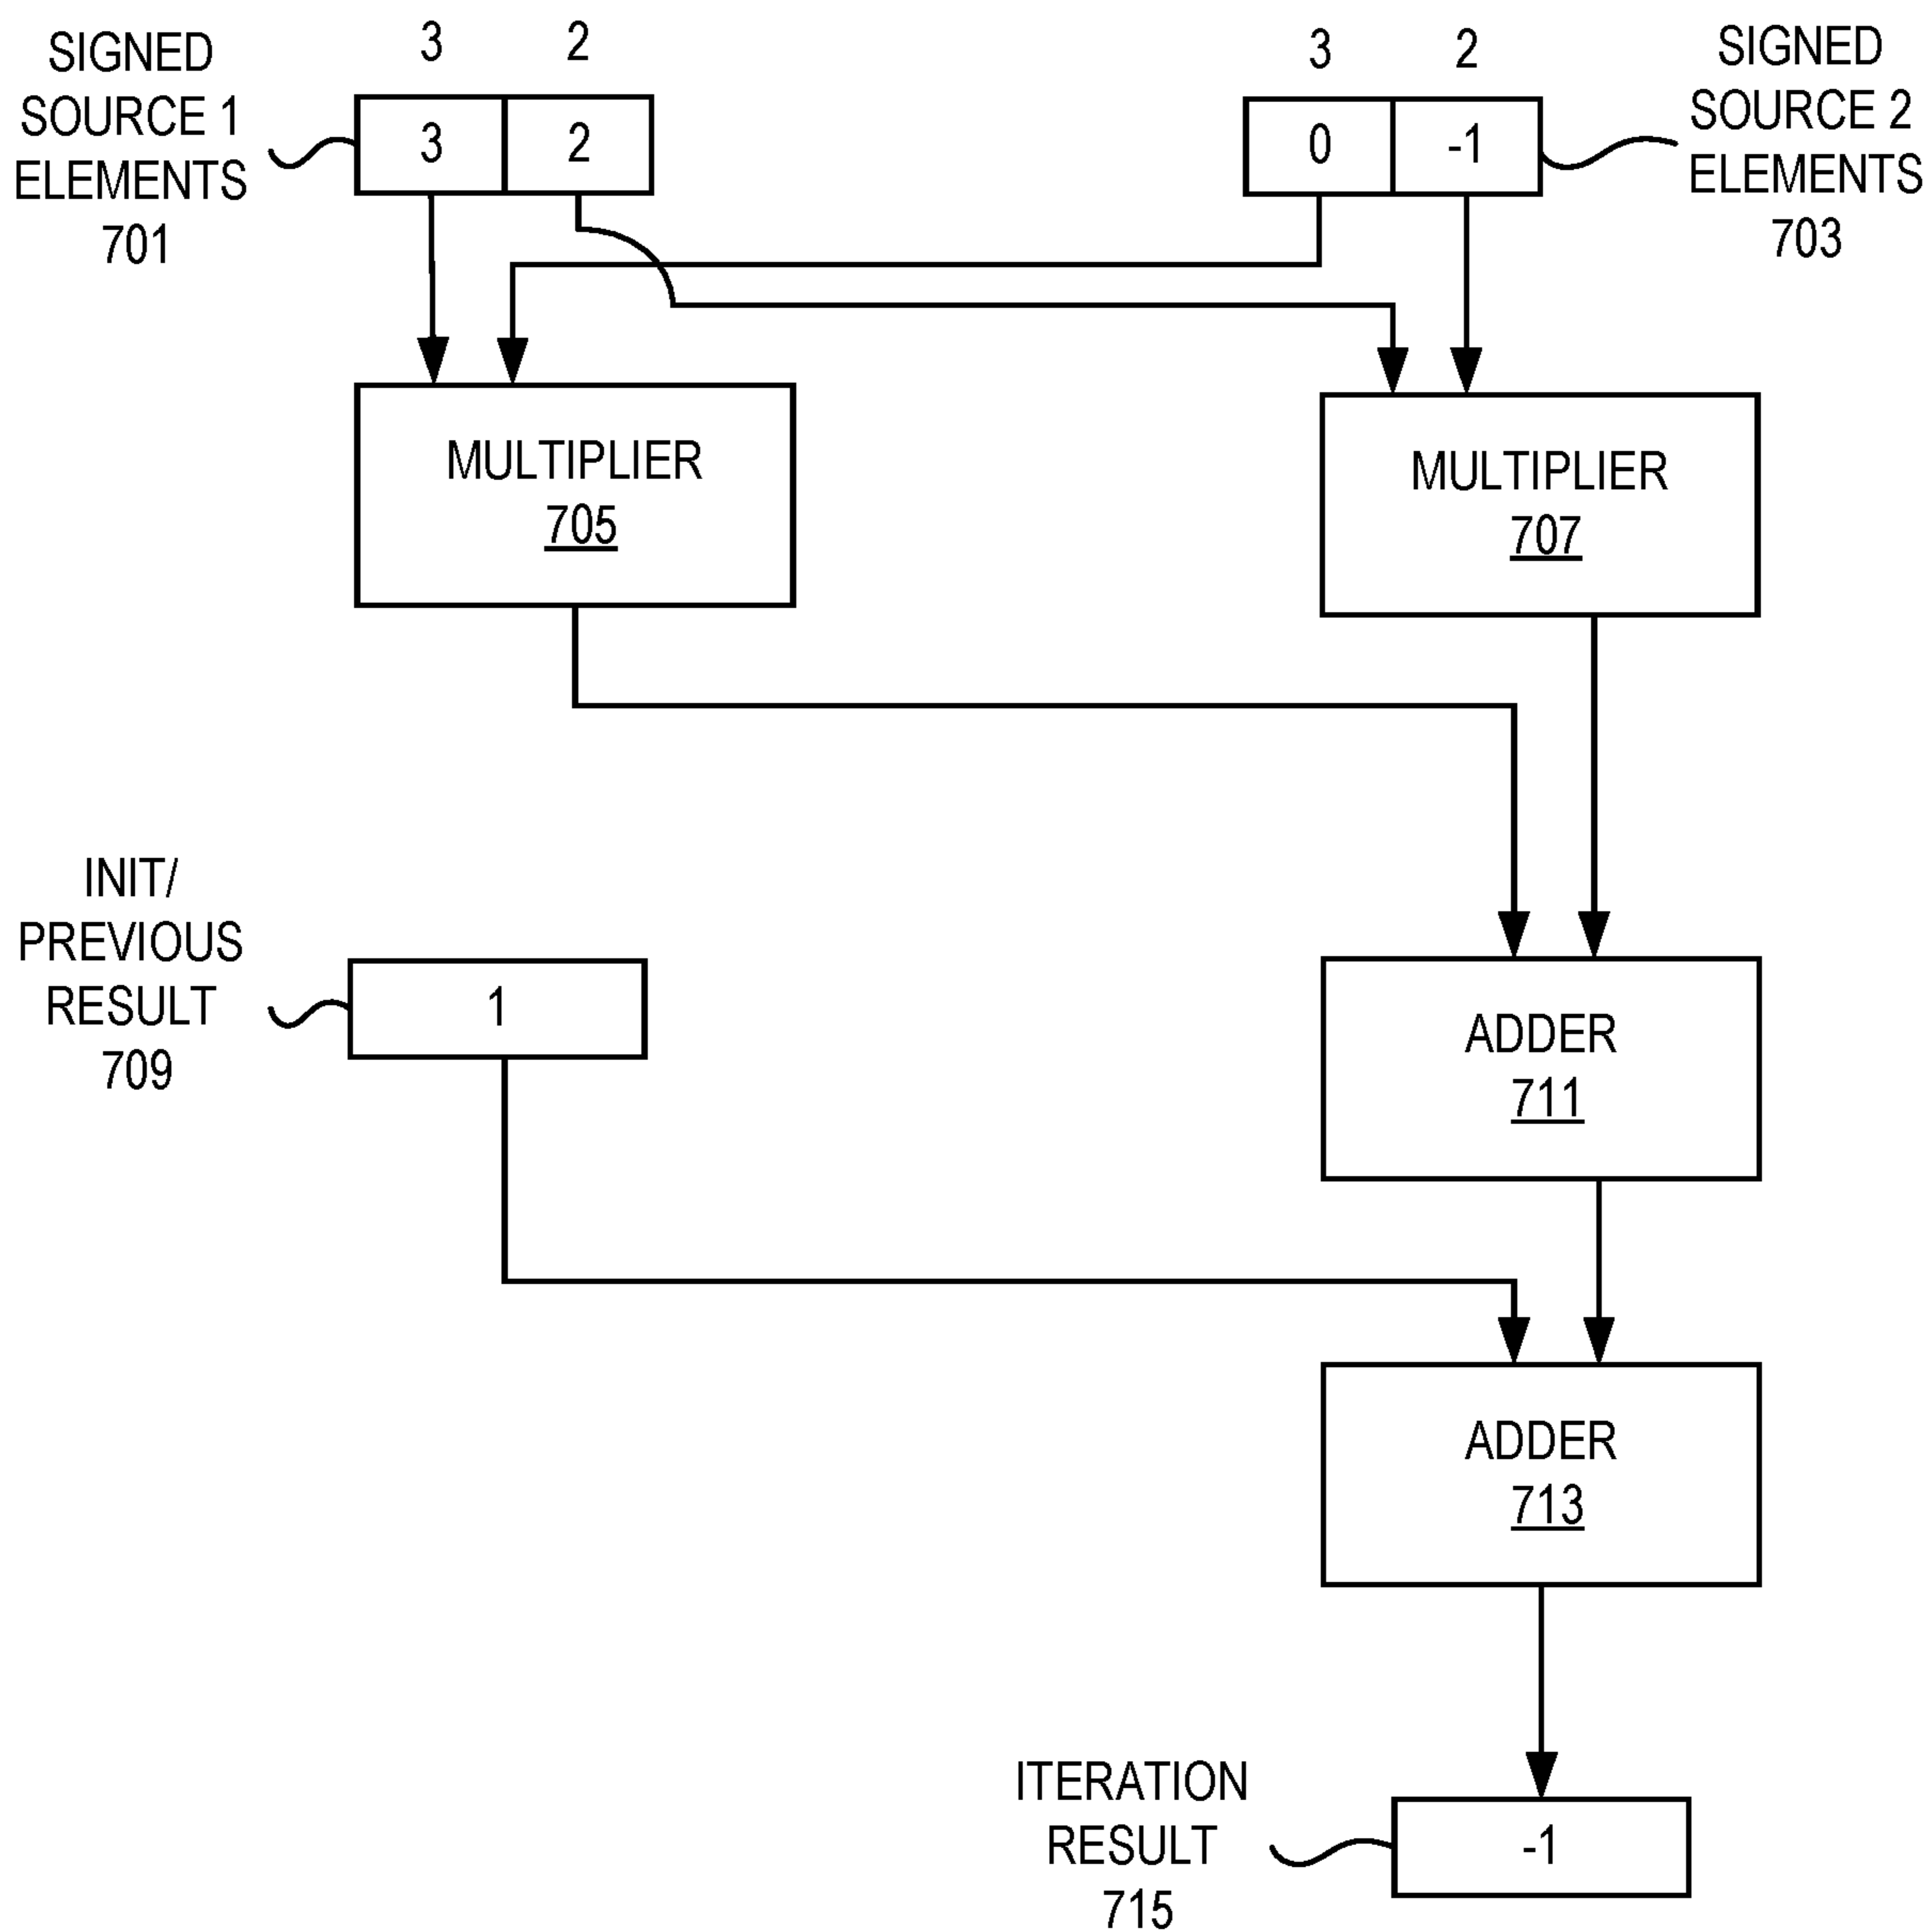 SIGNED
SOURCE 1
ELEMENTS
701
3 2
3 2
3 2
0 -1
SIGNED
SOURCE 2
ELEMENTS
703
MULTIPLIER
705
MULTIPLIER
707
INIT/
PREVIOUS
RESULT
709
1
ADDER
711
ADDER
713
ITERATION
RESULT
715
-1